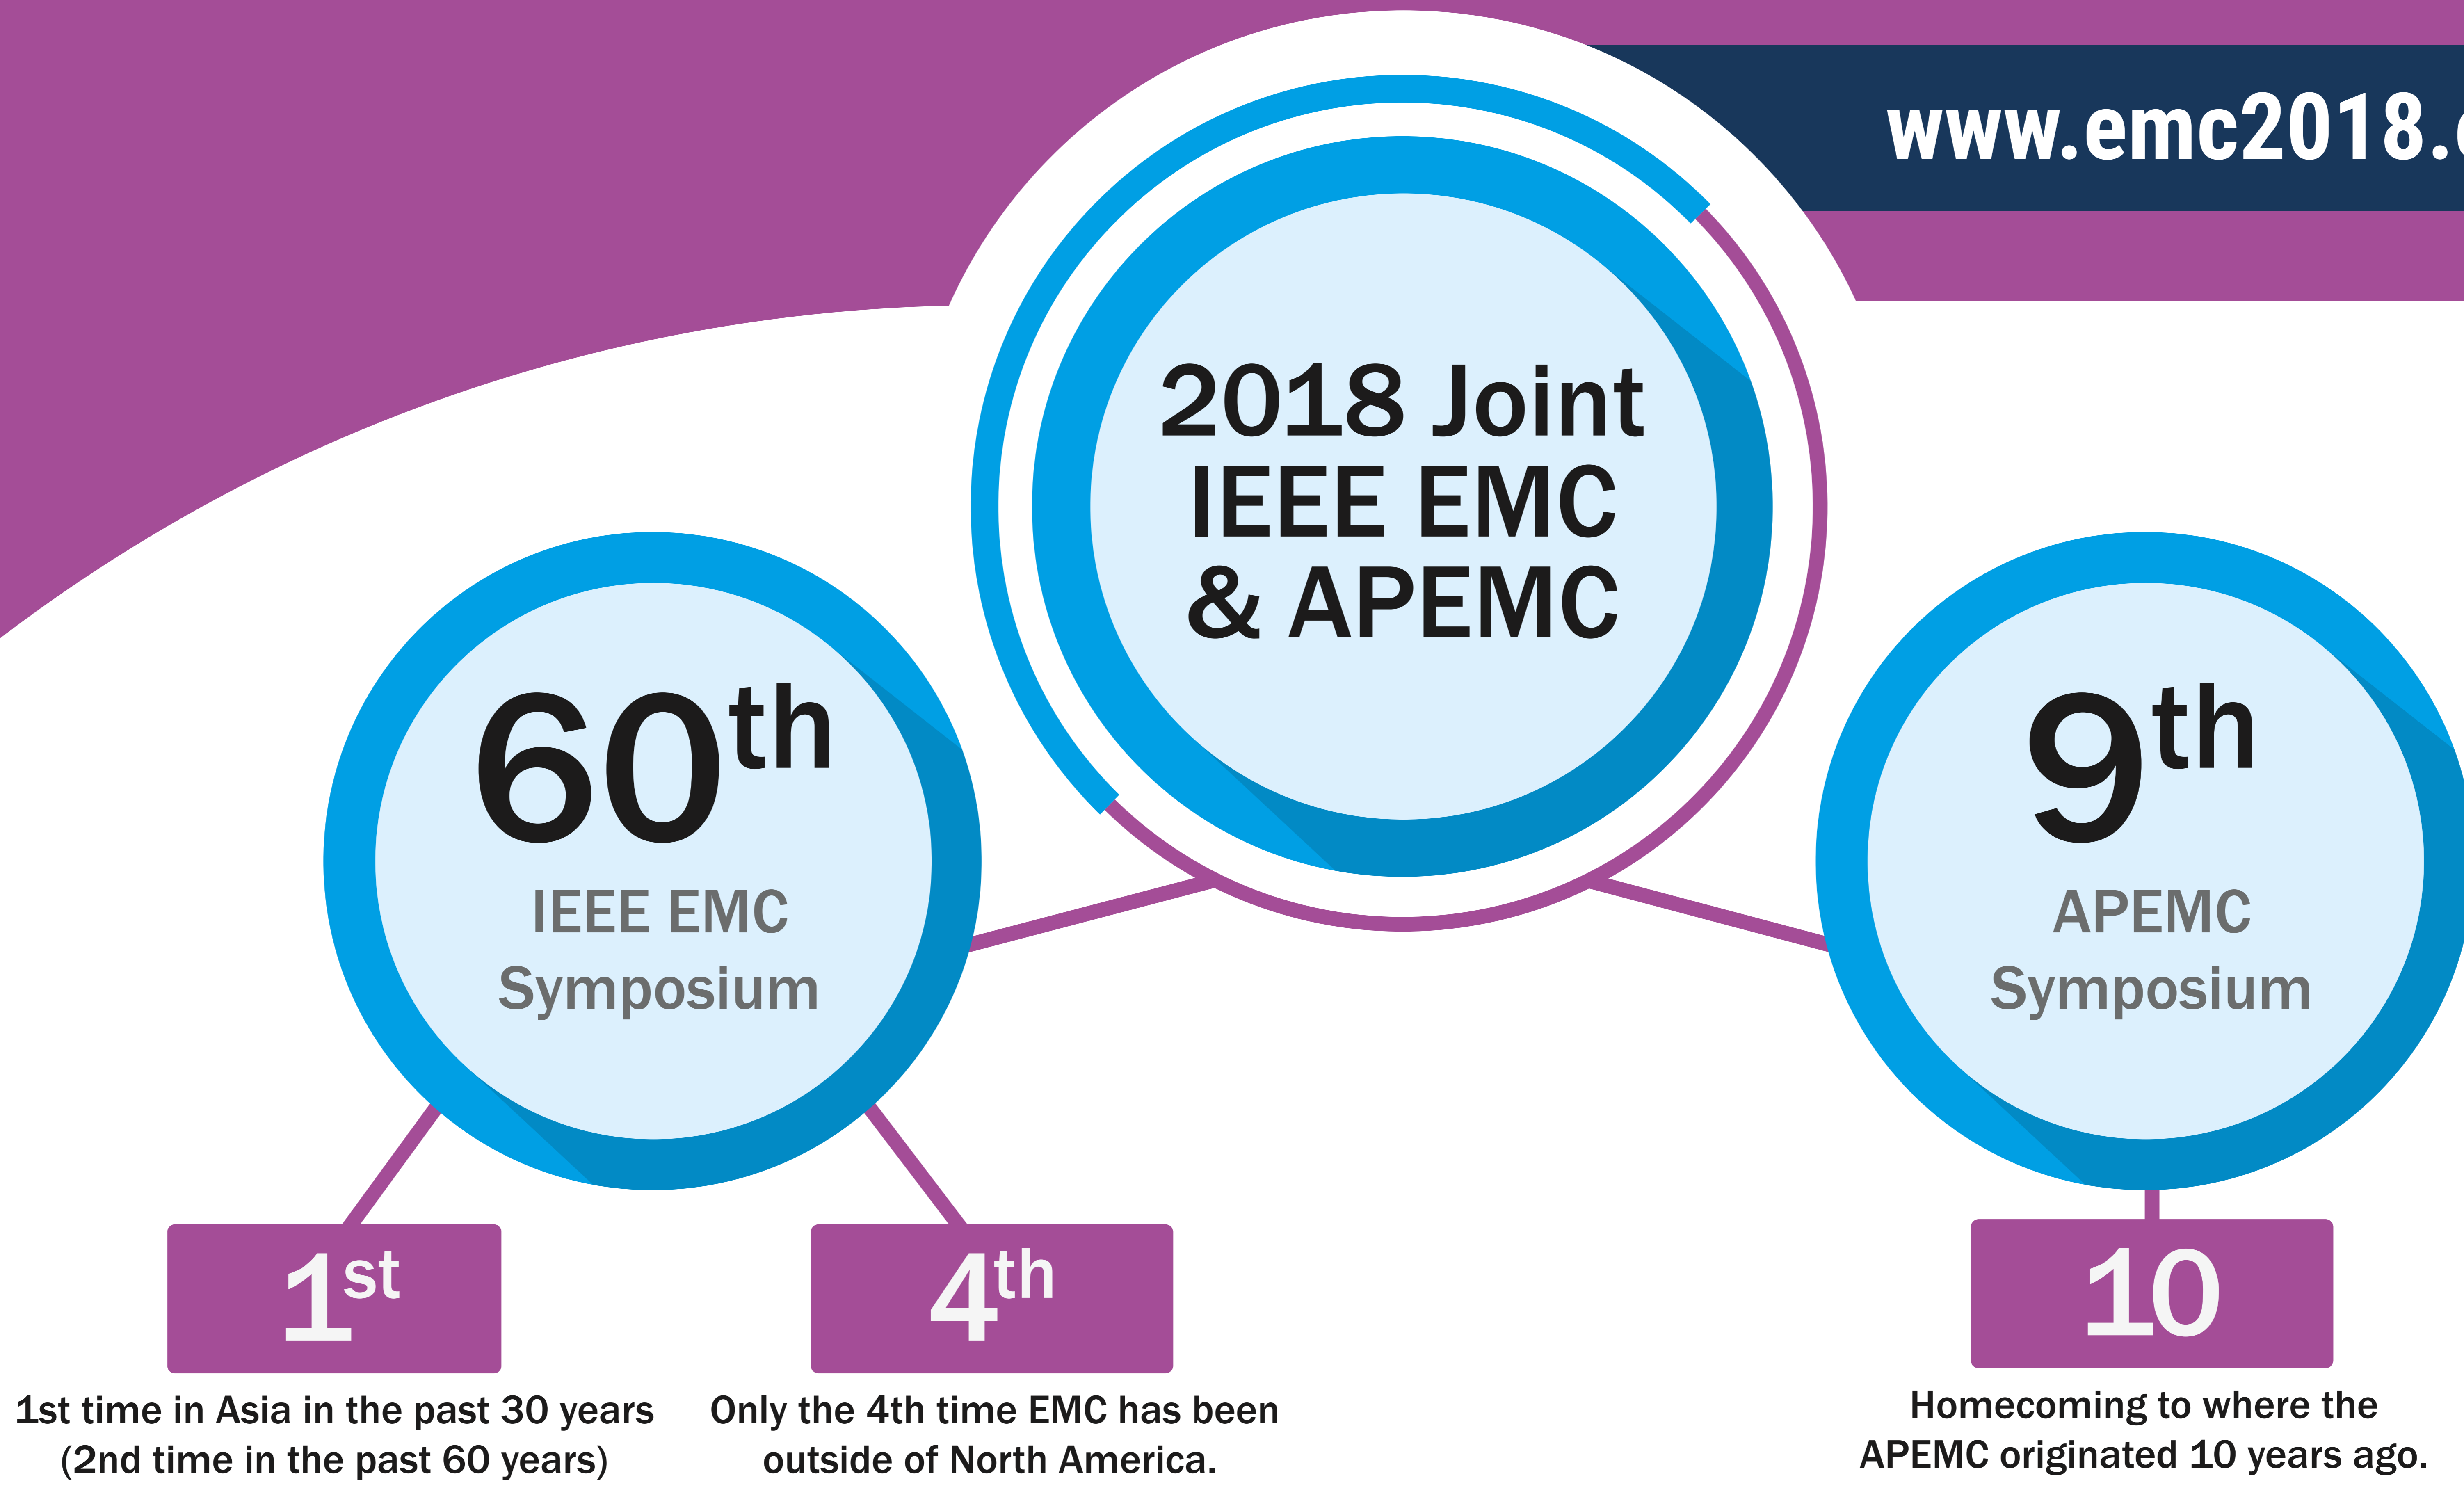 www.emc2018.
2018 Joint
IEEE EMC
& APEMC
60th
IEEE EMC
Symposium
9th
APEMC
Symposium
1st
1st time in Asia in the past 30 years
(2nd time in the past 60 years)
4th
Only the 4th time EMC has been
outside of North America.
10
Homecoming to where the
APEMC originated 10 years ago.